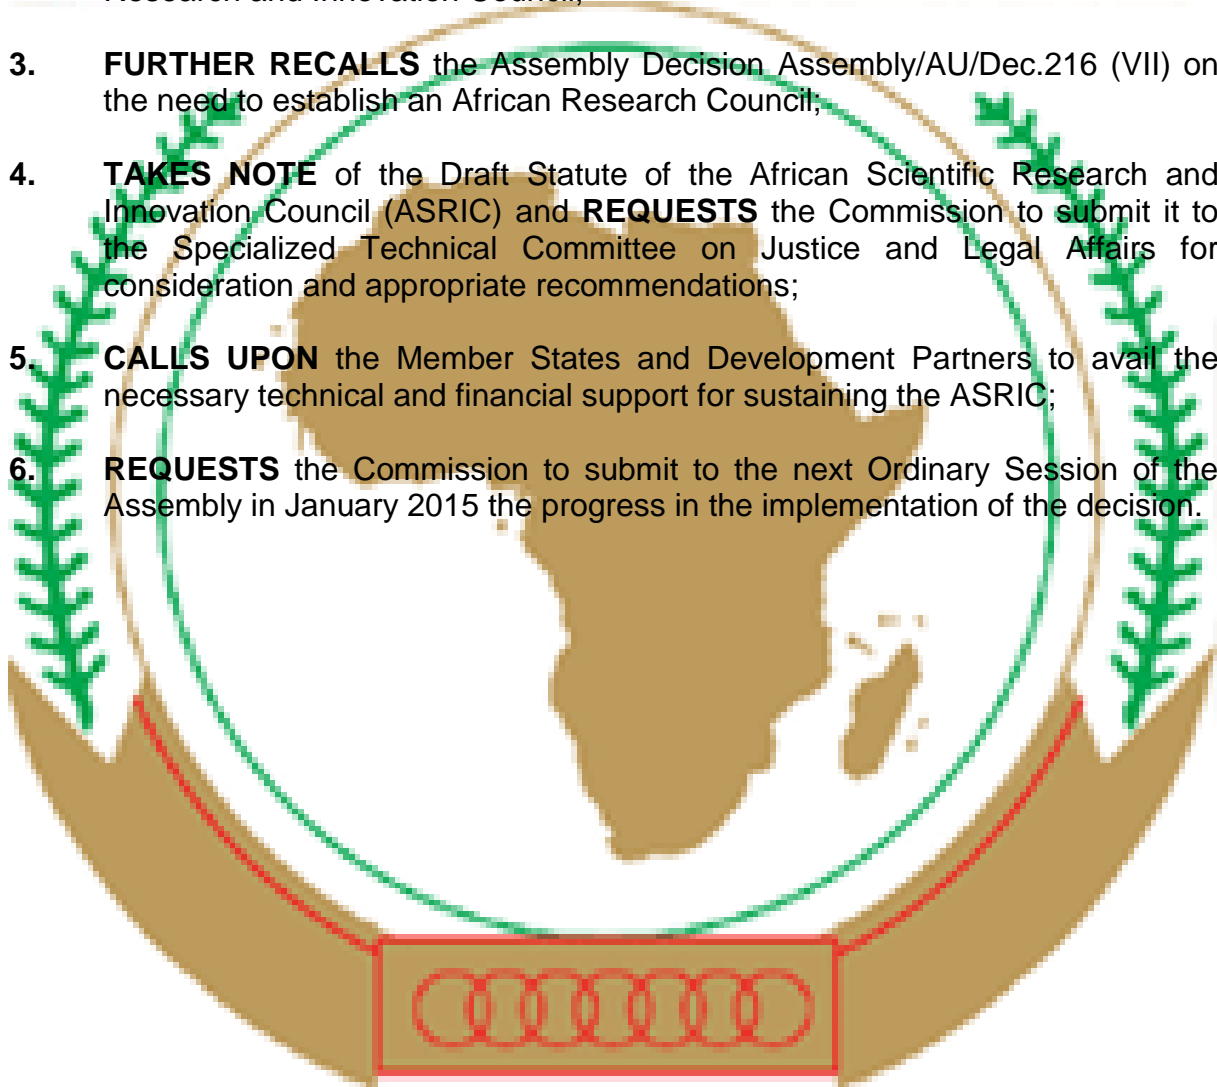 Research and Innovation Council;
3. FURTHER RECALLS the Assembly Decision Assembly/AU/Dec.216 (VII) on
the need to establish an African Research Council;
4. TAKES NOTE of the Draft Statute of the African Scientific Research and
Innovation Council (ASRIC) and REQUESTS the Commission to submit it to
the Specialized Technical Committee on Justice and Legal Affairs for
consideration and appropriate recommendations;
5. CALLS UPON the Member States and Development Partners to avail the
necessary technical and financial support for sustaining the ASRIC;
6. REQUESTS the Commission to submit to the next Ordinary Session of the
Assembly in January 2015 the progress in the implementation of the decision.